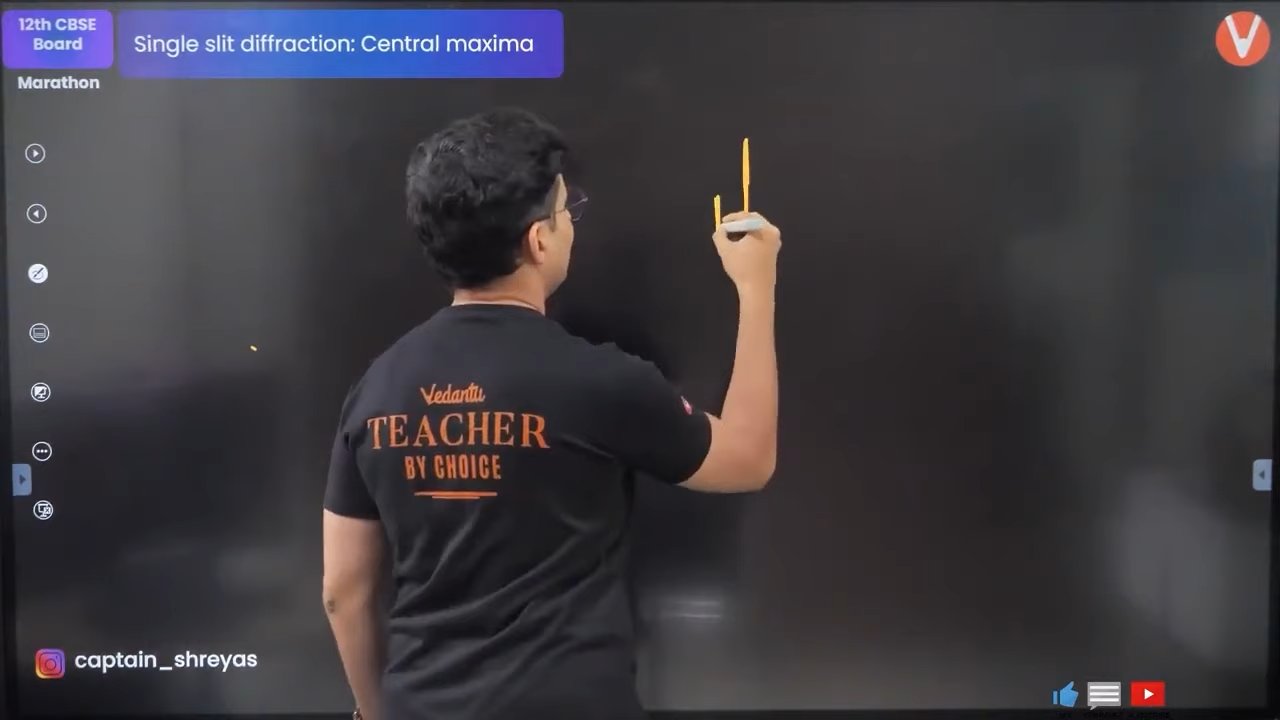 12th CBSE
Board
Marathon
Single slit diffraction: Central maxima
Vedantu
TEACHER
BY CHOICE
captain_shreyas